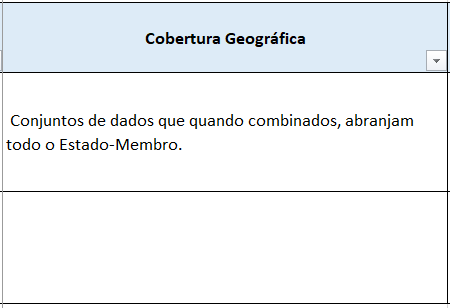 Cobertura Geográfica
Conjuntos de dados que quando combinados, abranjam
todo o Estado-Membro.